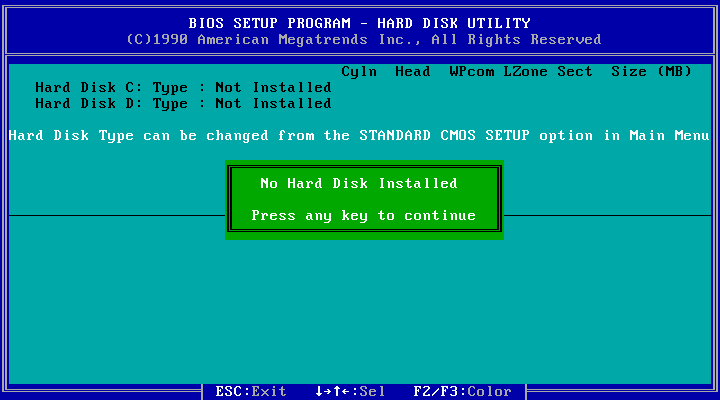 BIOS SETUP PROGRAM - HARD DISK UTILITY
(C)1990 American Megatrends Inc., All Rights Reserved
Cyln Head WPcom LZone Sect Size (MB)
Hard Disk C: Type : Not Installed
Hard Disk D: Type : Not Installed
Hard Disk Type can be changed from the STANDARD CMOS SETUP option in Main Menu
No Hard Disk Installed
Press any key to continue
ESC:Exit ↓→↑←:Sel F2/F3:Color